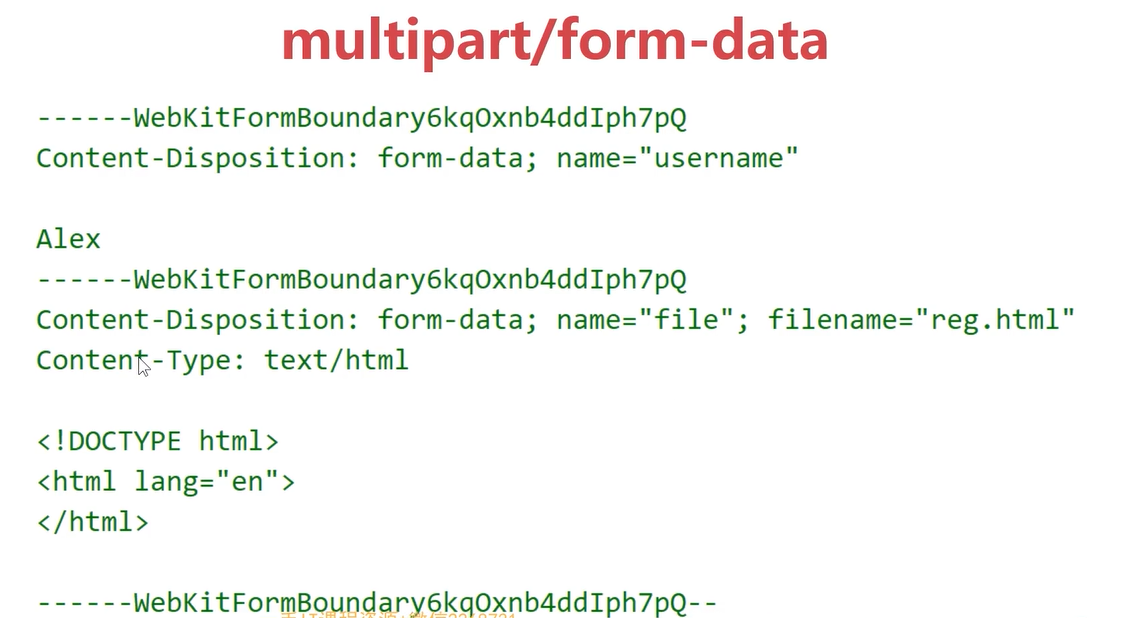 multipart/form-data
------WebKitFormBoundary6kqOxnb4ddIph7pQ
Content-Disposition: form-data; name="username"
Alex
------WebKitFormBoundary6kqOxnb4ddIph7pQ
Content-Disposition: form-data; name="file"; filename="reg.html"
Content-Type: text/html
<!DOCTYPE html>
<html lang="en">
</html>
------WebKitFormBoundary6kqOxnb4ddIph7pQ--